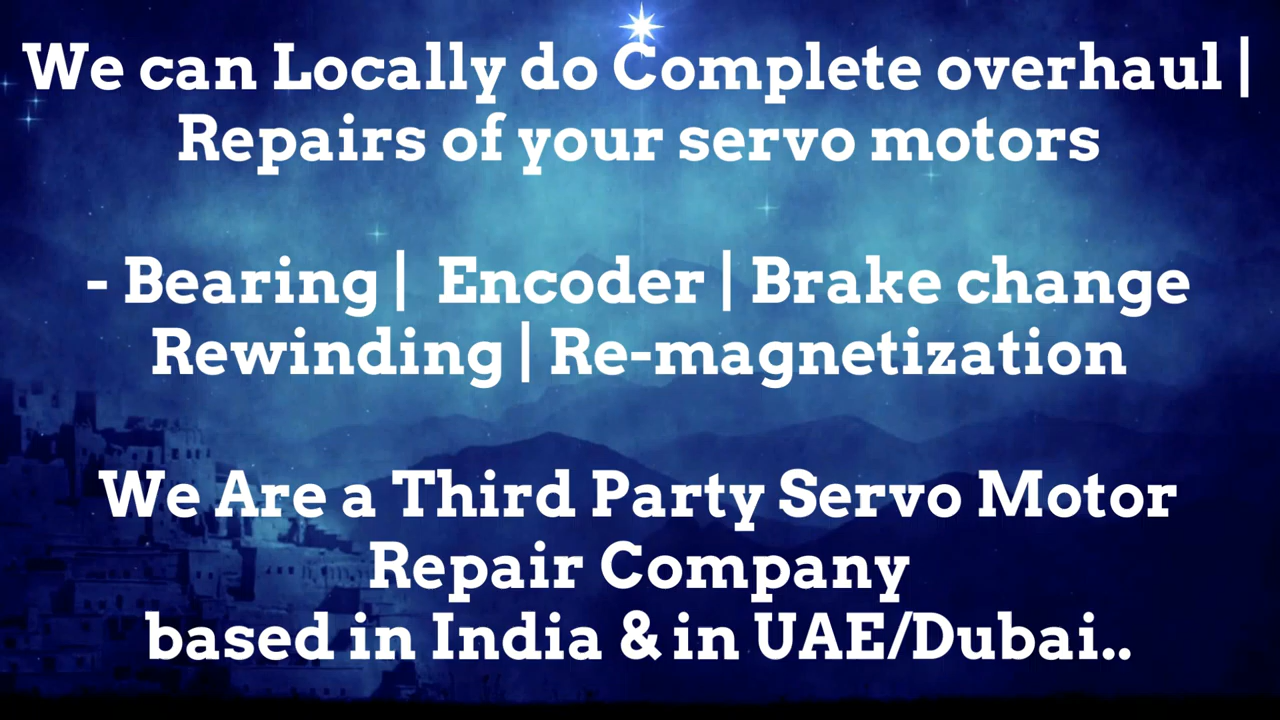 We can Locally do Complete overhaul |
Repairs of your servo motors
- Bearing | Encoder | Brake change
Rewinding | Re-magnetization
We Are a Third Party Servo Motor
Repair Company
based in India & in UAE/Dubai..